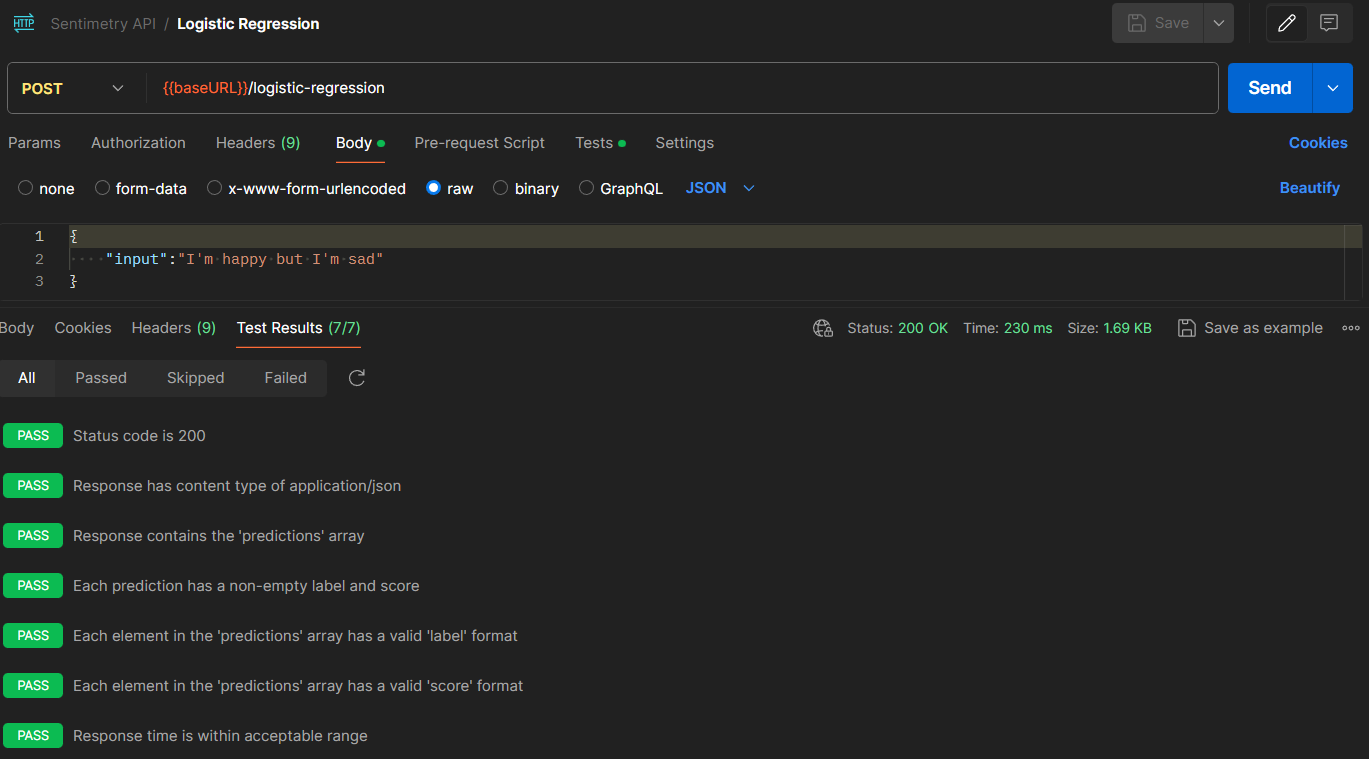 HTTP Sentimetry API / Logistic Regression Save
POST {{baseURL}}/logistic-regression Send
Params Authorization Headers (9) Body Pre-request Script Tests Settings Cookies
none form-data x-www-form-urlencoded raw binary GraphQL JSON Beautify
1 {
2 ····"input":"I'm·happy·but·I'm·sad"
3 }
Body Cookies Headers (9) Test Results (7/7) Status: 200 OK Time: 230 ms Size: 1.69 KB Save as example
All Passed Skipped Failed
PASS Status code is 200
PASS Response has content type of application/json
PASS Response contains the 'predictions' array
PASS Each prediction has a non-empty label and score
PASS Each element in the 'predictions' array has a valid 'label' format
PASS Each element in the 'predictions' array has a valid 'score' format
PASS Response time is within acceptable range